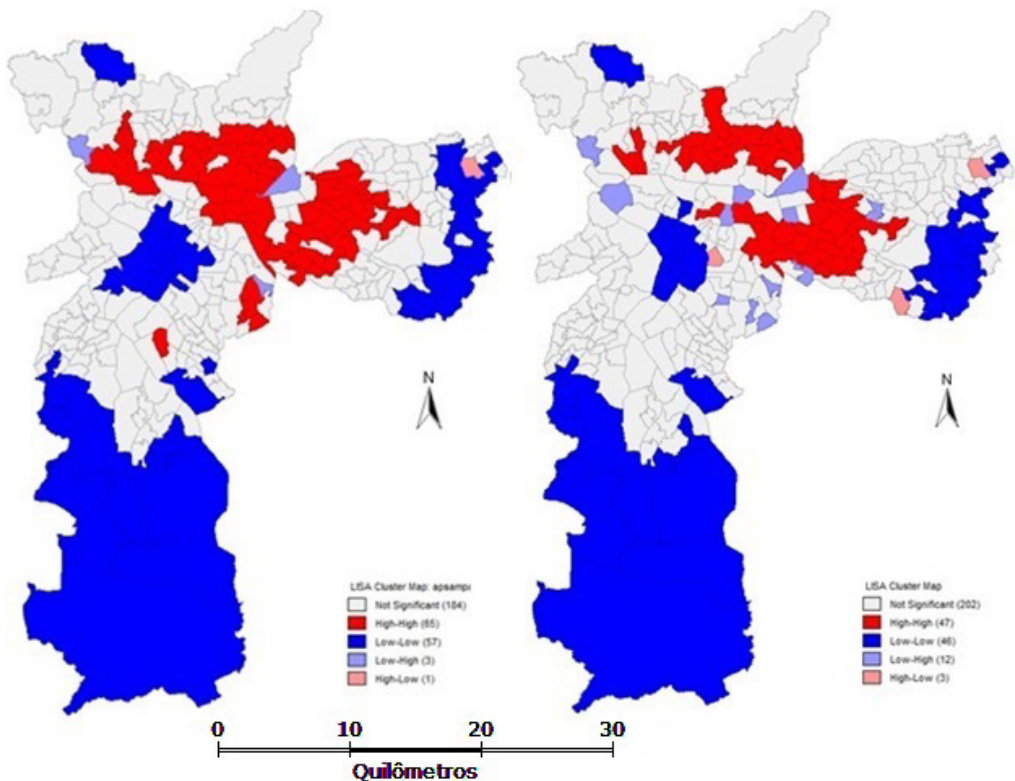 N
LISA Cluster Map: apsampe
Not Significant (184)
High-High (65)
Low-Low (57)
Low-High (3)
High-Low (1)
N
LISA Cluster Map
Not Significant (202)
High-High (47)
Low-Low (46)
Low-High (12)
High-Low (3)
0 10 20 30
Quilômetros